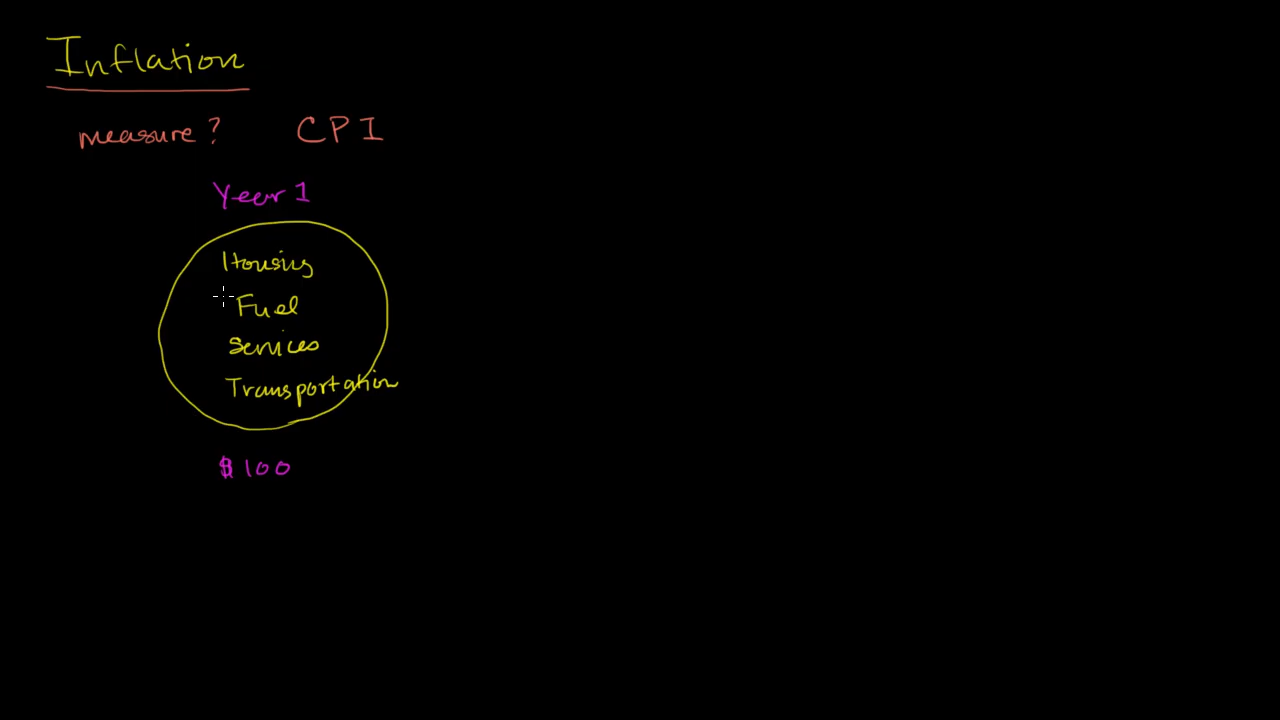 Inflation
measure? CPI
Year 1
Housing
Fuel
Services
Transportation
$100